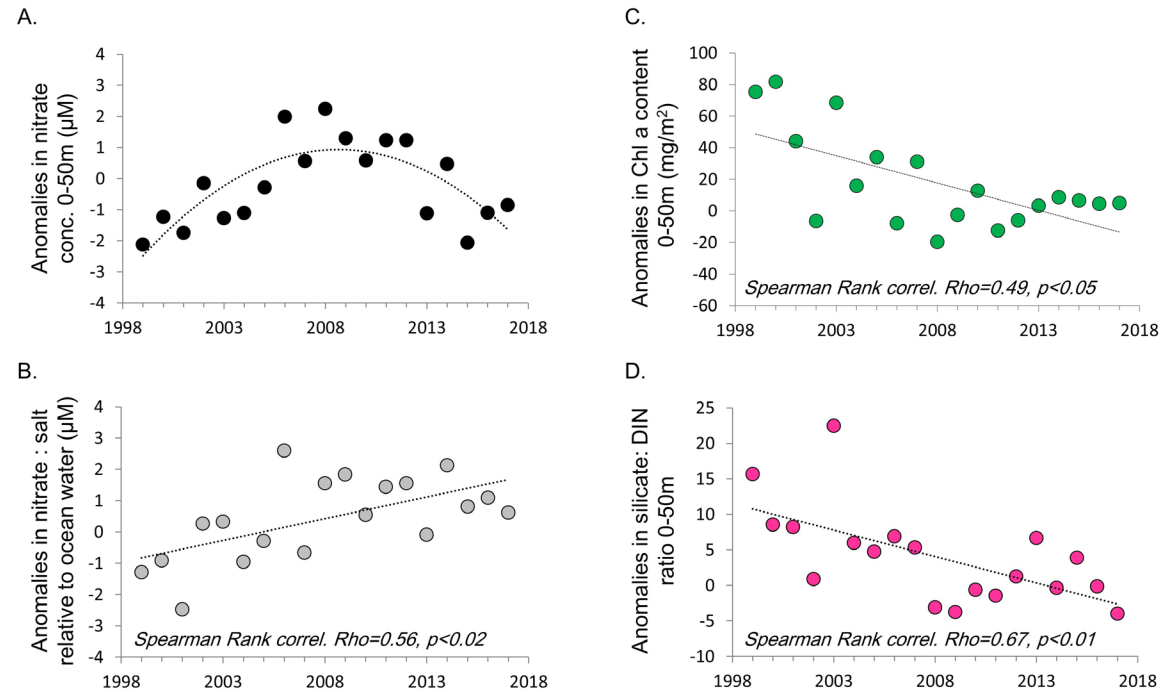 A.
Anomalies in nitrate
conc. 0-50m (µM)
4
3
2
1
0
-1
-2
-3
-4
1998 2003 2008 2013 2018
B.
Anomalies in nitrate : salt
relative to ocean water (µM)
4
3
2
1
0
-1
-2
-3
-4
Spearman Rank correl. Rho=0.56, p<0.02
1998 2003 2008 2013 2018
C.
Anomalies in Chl a content
0-50m (mg/m²)
100
80
60
40
20
0
-20
-40
-60
Spearman Rank correl. Rho=0.49, p<0.05
1998 2003 2008 2013 2018
D.
Anomalies in silicate: DIN
ratio 0-50m
25
20
15
10
5
0
-5
-10
Spearman Rank correl. Rho=0.67, p<0.01
1998 2003 2008 2013 2018